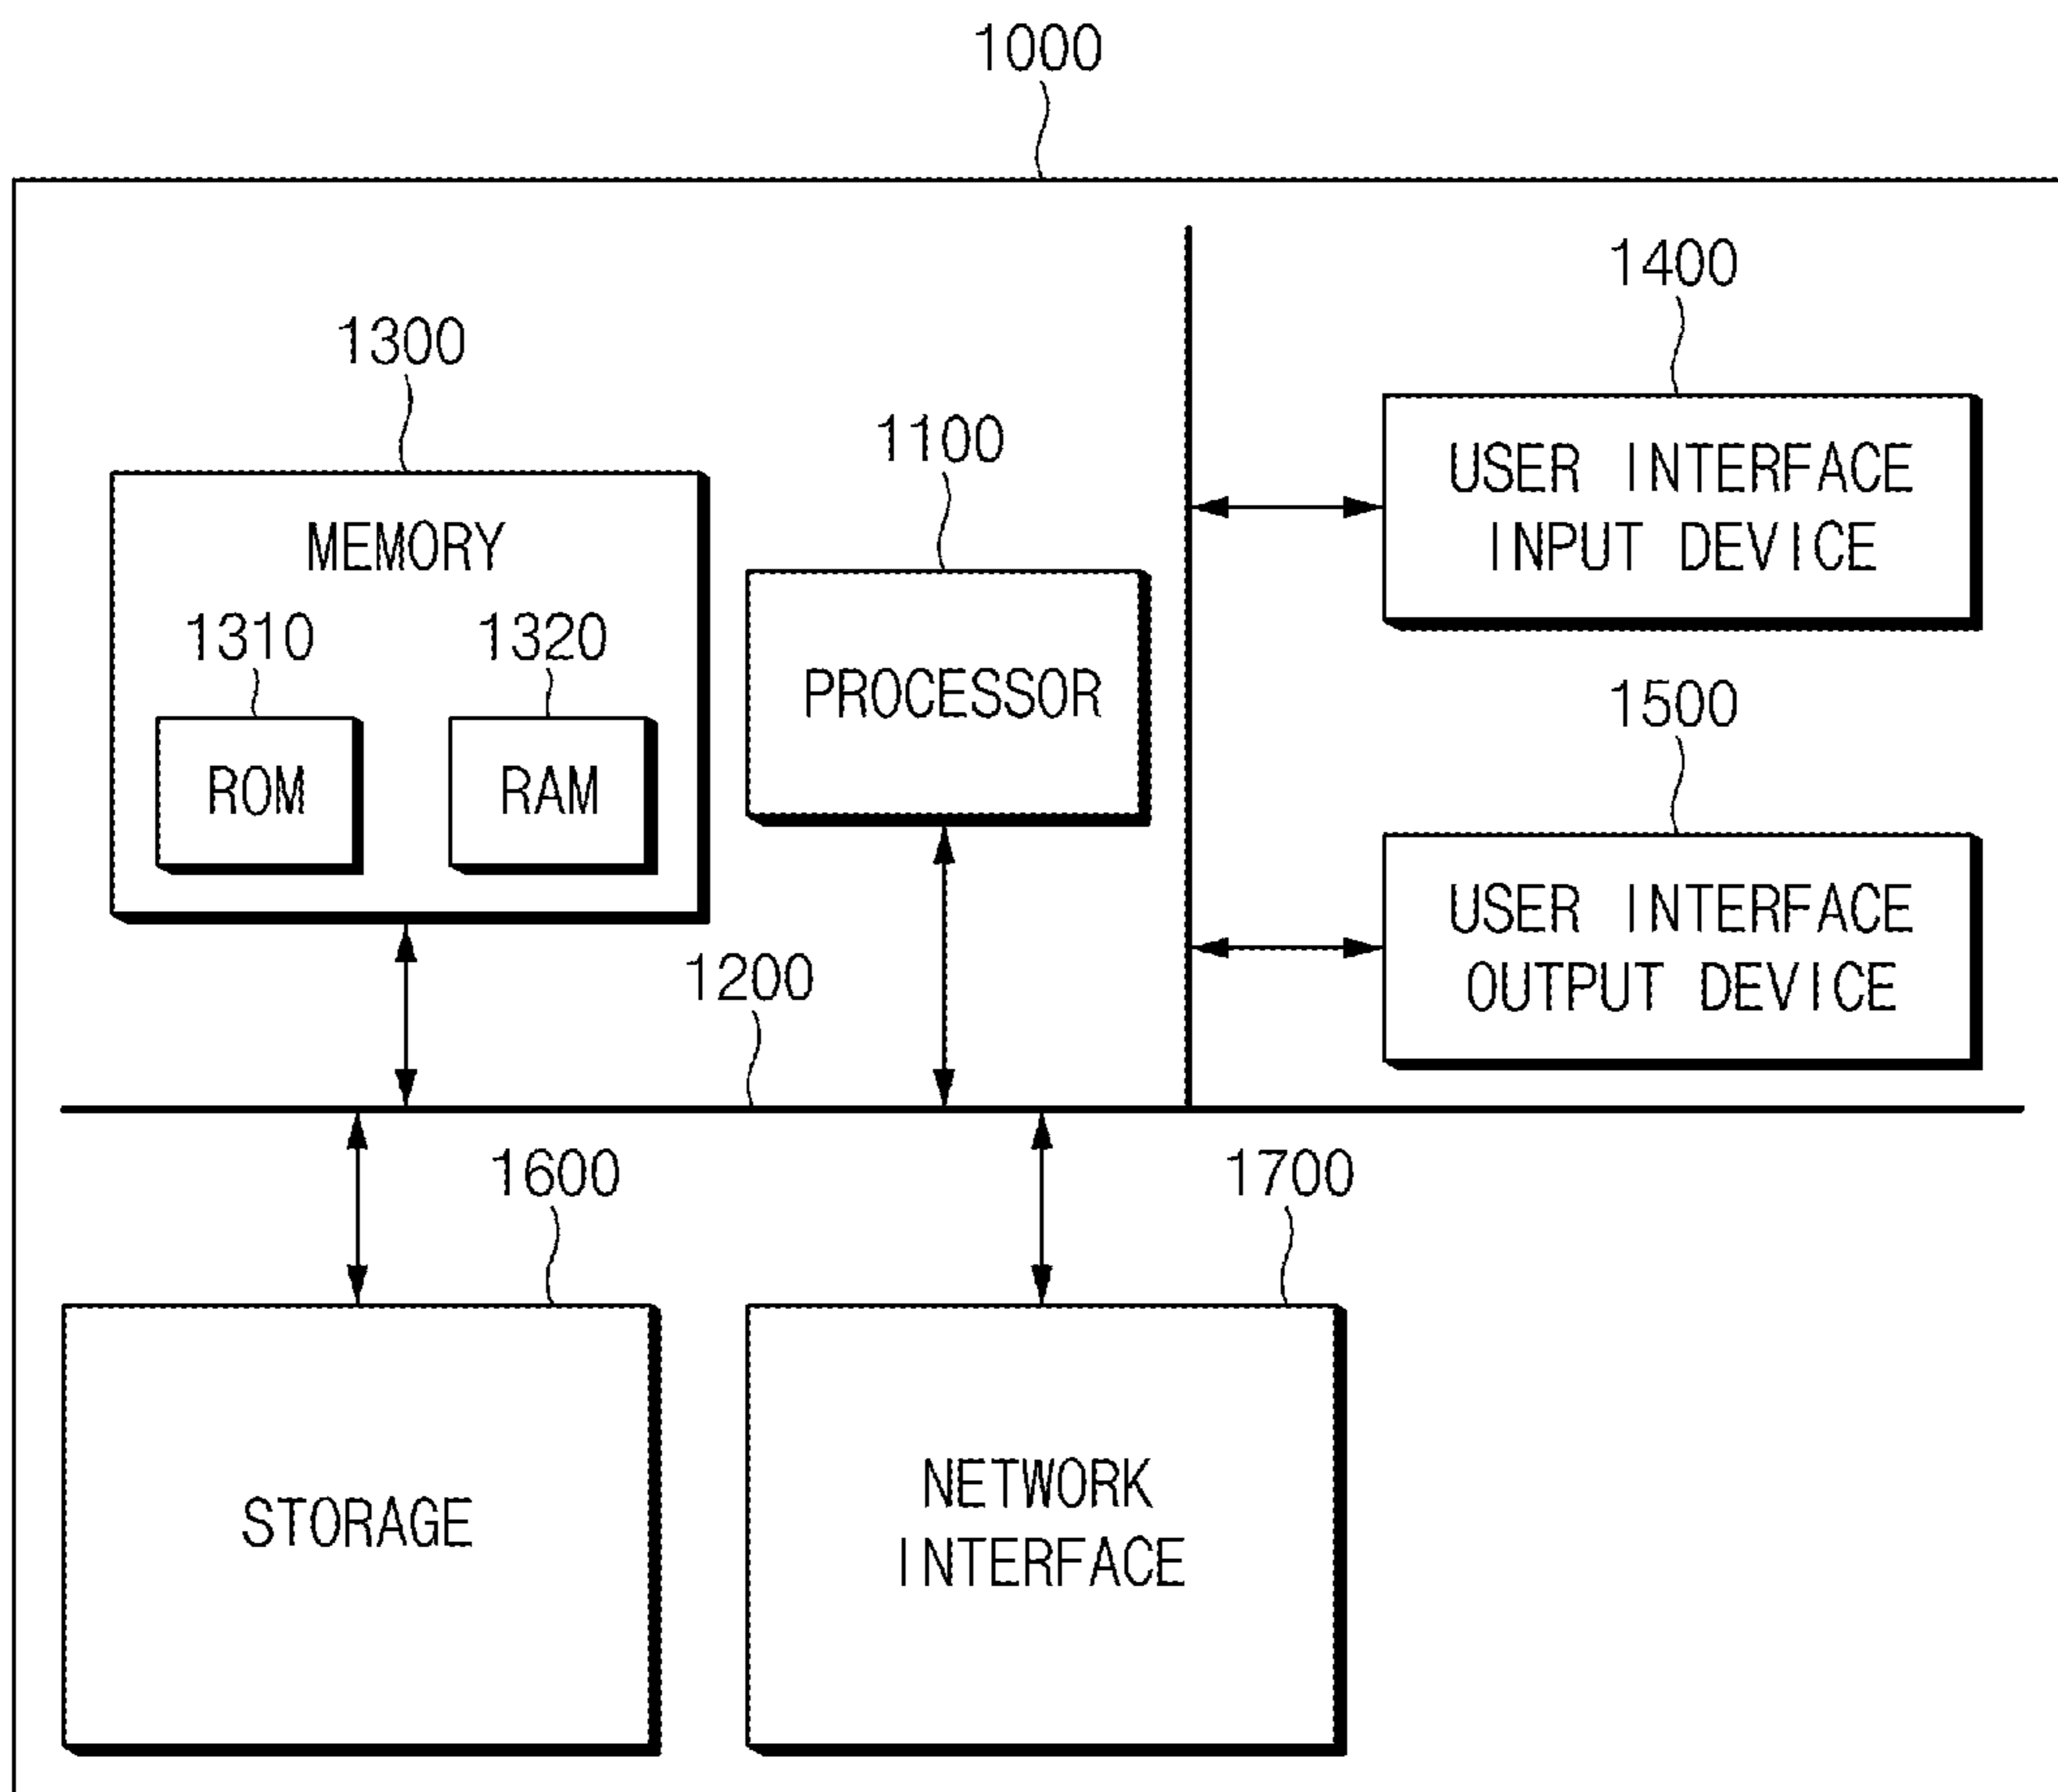 1000
1400
1300
1100
USER INTERFACE
INPUT DEVICE
MEMORY
1310
1320
PROCESSOR
1500
ROM
RAM
USER INTERFACE
OUTPUT DEVICE
1200
1600
1700
STORAGE
NETWORK
INTERFACE